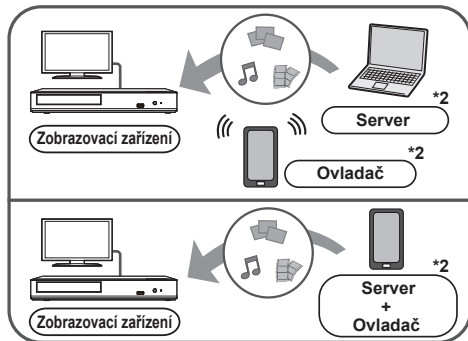 *2
Server
Zobrazovací zařízení
*2
Ovladač
*2
Server
+
Ovladač
Zobrazovací zařízení